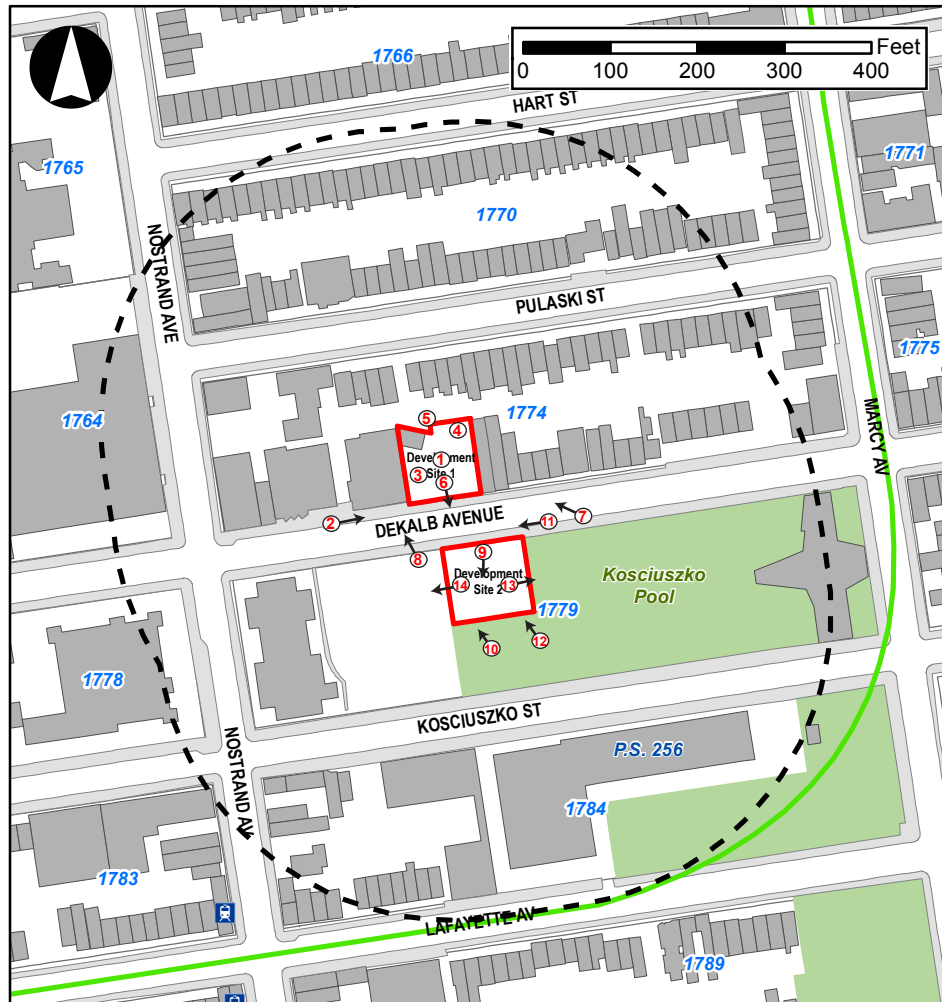 1766
Feet
0 100 200 300 400
HART ST
1765
1771
NOSTRAND AVE
1770
PULASKI ST
1775
1764
MARCY AV
1774
5
4
1
Development
Site 1
3
6
2
DEKALB AVENUE
11
7
8
9
Development
Site 2
14
13
Kosciuszko
Pool
1779
10
12
1778
KOSCIUSZKO ST
NOSTRAND AV
P.S. 256
1784
1783
LAFAYETTE AV
1789